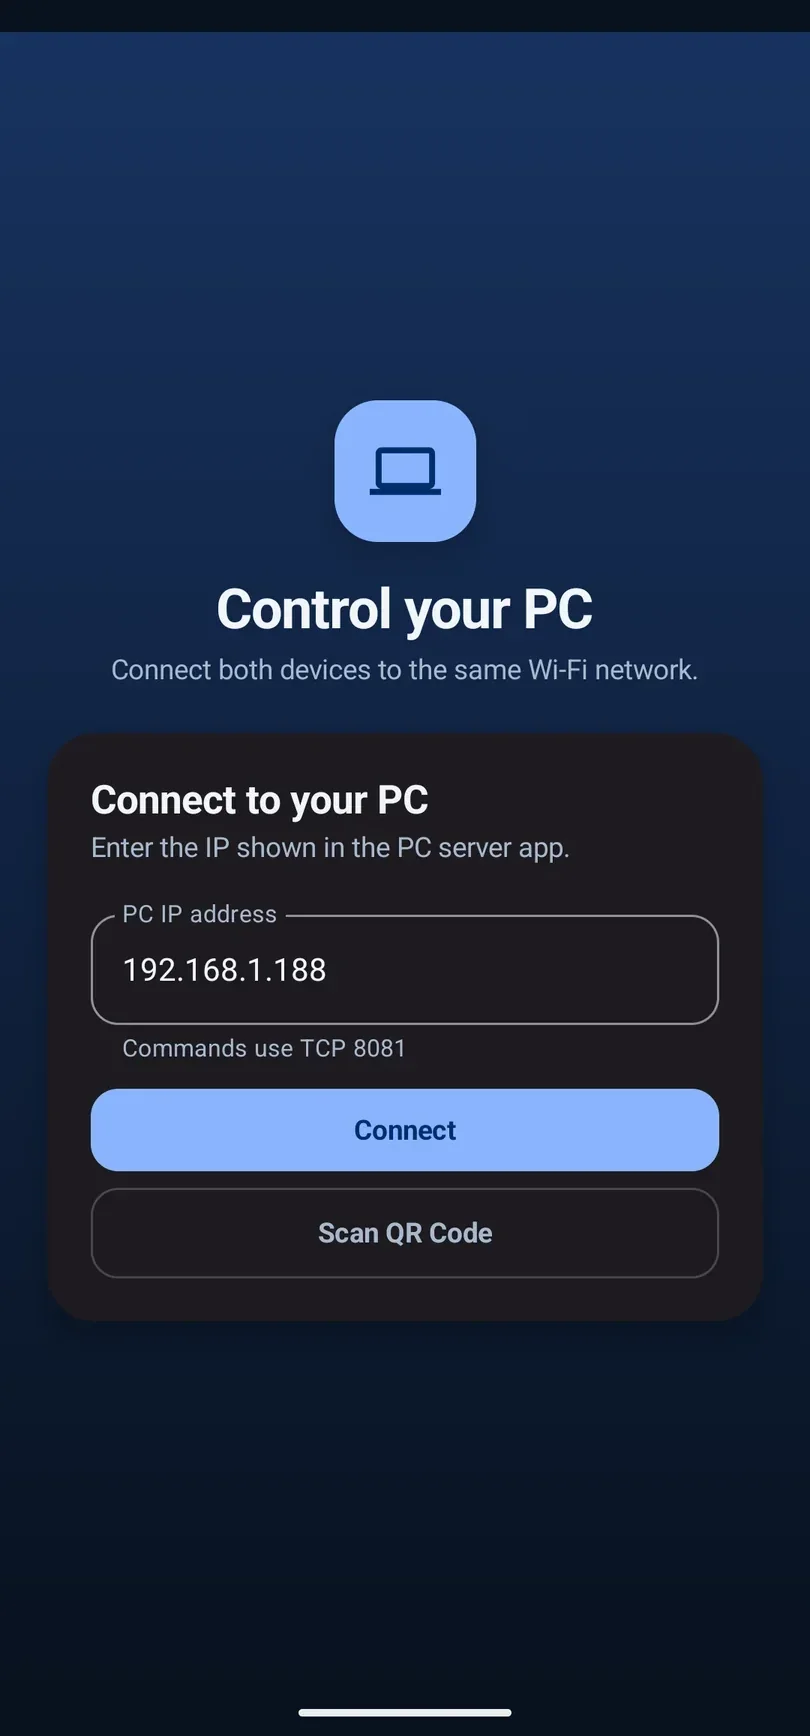 Control your PC
Connect both devices to the same Wi-Fi network.
Connect to your PC
Enter the IP shown in the PC server app.
PC IP address
192.168.1.188
Commands use TCP 8081
Connect
Scan QR Code